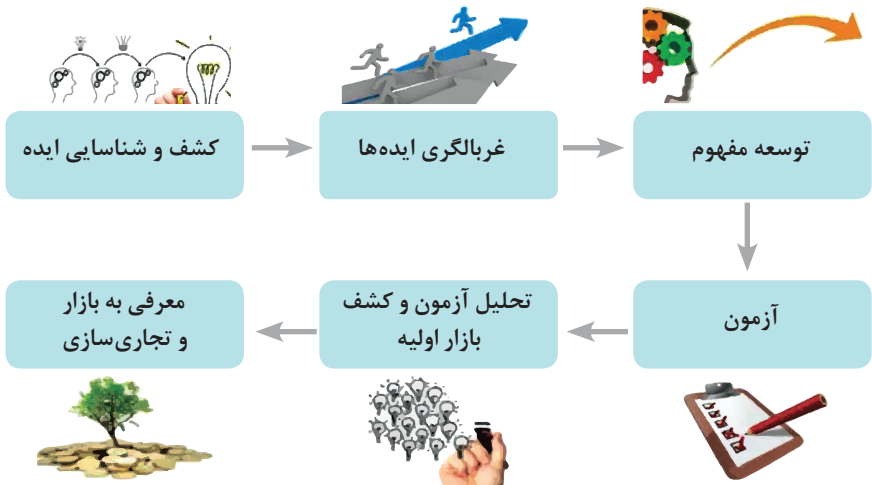 کشف و شناسایی ایده
غربالگری ایده‌ها
توسعه مفهوم
آزمون
تحلیل آزمون و کشف
بازار اولیه
معرفی به بازار
و تجاری‌سازی